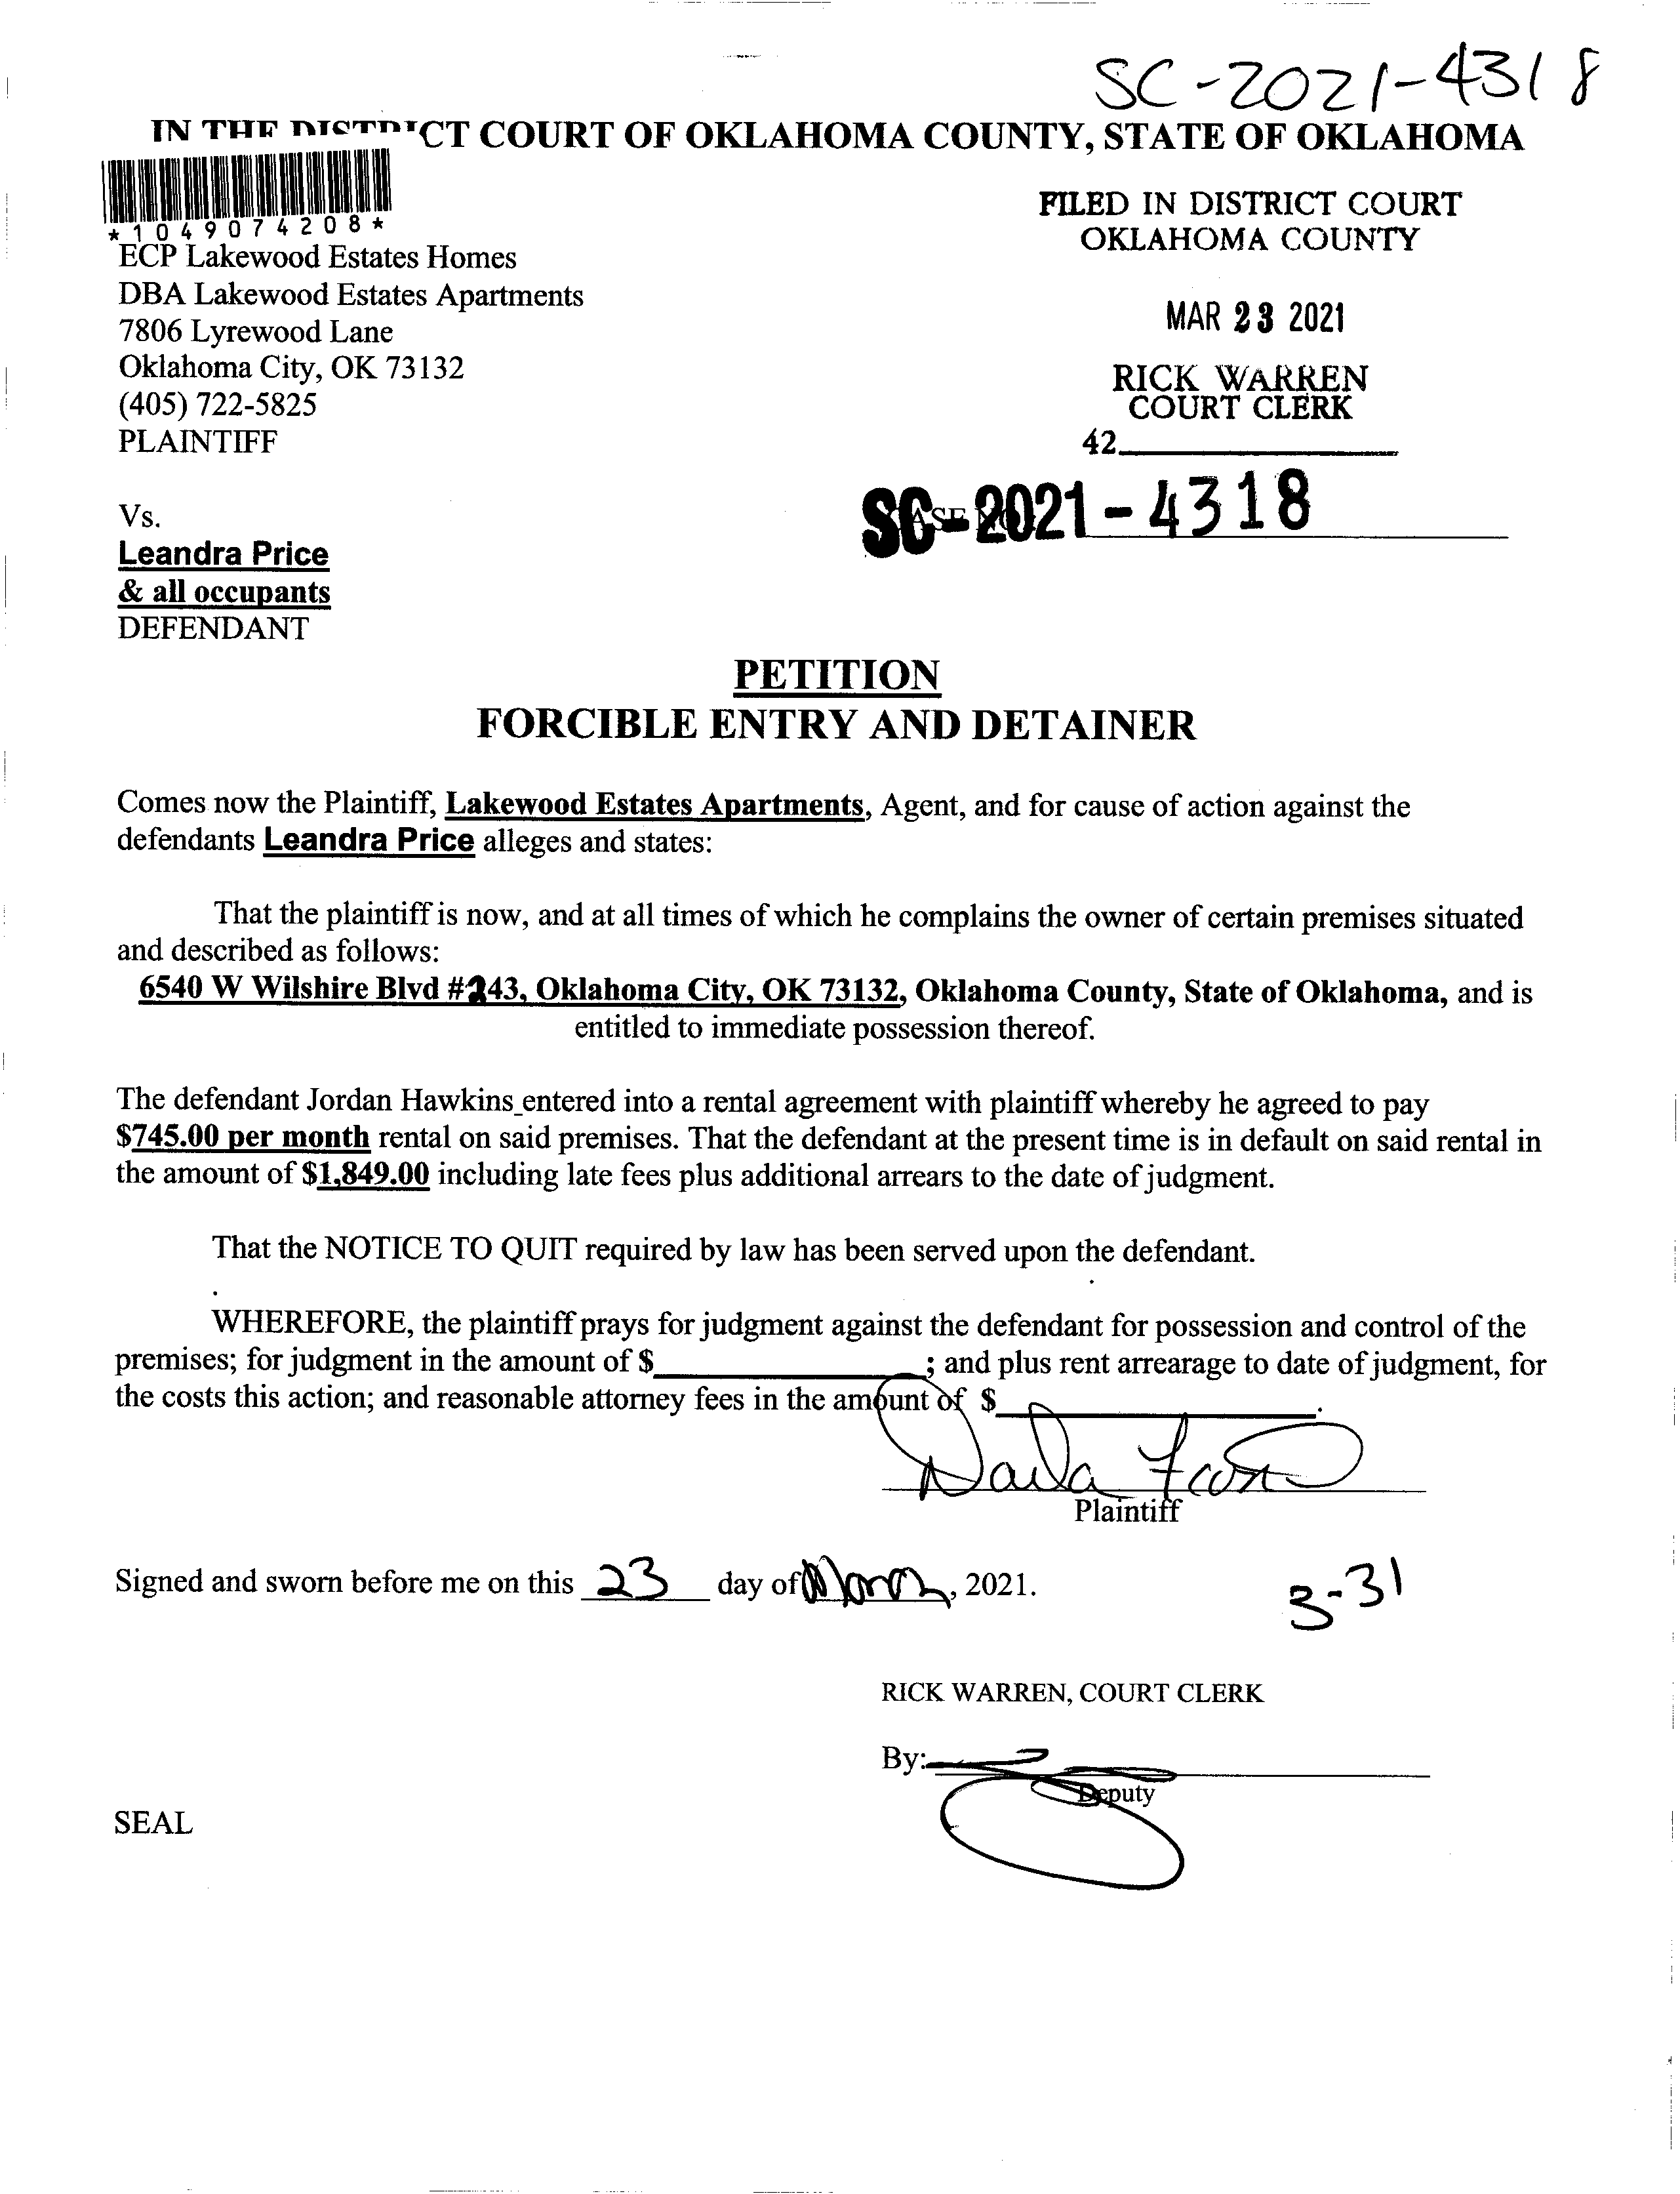 SC-2021-4318
IN THE DISTRICT COURT OF OKLAHOMA COUNTY, STATE OF OKLAHOMA
*1049074208*
FILED IN DISTRICT COURT
OKLAHOMA COUNTY
MAR 23 2021
RICK WARREN
COURT CLERK
42
ECP Lakewood Estates Homes
DBA Lakewood Estates Apartments
7806 Lyrewood Lane
Oklahoma City, OK 73132
(405) 722-5825
PLAINTIFF
SC-2021-4318
Vs.
Leandra Price
& all occupants
DEFENDANT
PETITION
FORCIBLE ENTRY AND DETAINER
Comes now the Plaintiff, Lakewood Estates Apartments, Agent, and for cause of action against the
defendants Leandra Price alleges and states:
That the plaintiff is now, and at all times of which he complains the owner of certain premises situated
and described as follows:
6540 W Wilshire Blvd #243, Oklahoma City, OK 73132, Oklahoma County, State of Oklahoma, and is
entitled to immediate possession thereof.
The defendant Jordan Hawkins entered into a rental agreement with plaintiff whereby he agreed to pay
$745.00 per month rental on said premises. That the defendant at the present time is in default on said rental in
the amount of $1,849.00 including late fees plus additional arrears to the date of judgment.
That the NOTICE TO QUIT required by law has been served upon the defendant.
WHEREFORE, the plaintiff prays for judgment against the defendant for possession and control of the
premises; for judgment in the amount of $ ; and plus rent arrearage to date of judgment, for
the costs this action; and reasonable attorney fees in the amount of $ .
Plaintiff
Signed and sworn before me on this 23 day of March, 2021.
3-31
RICK WARREN, COURT CLERK
By:
Deputy
SEAL